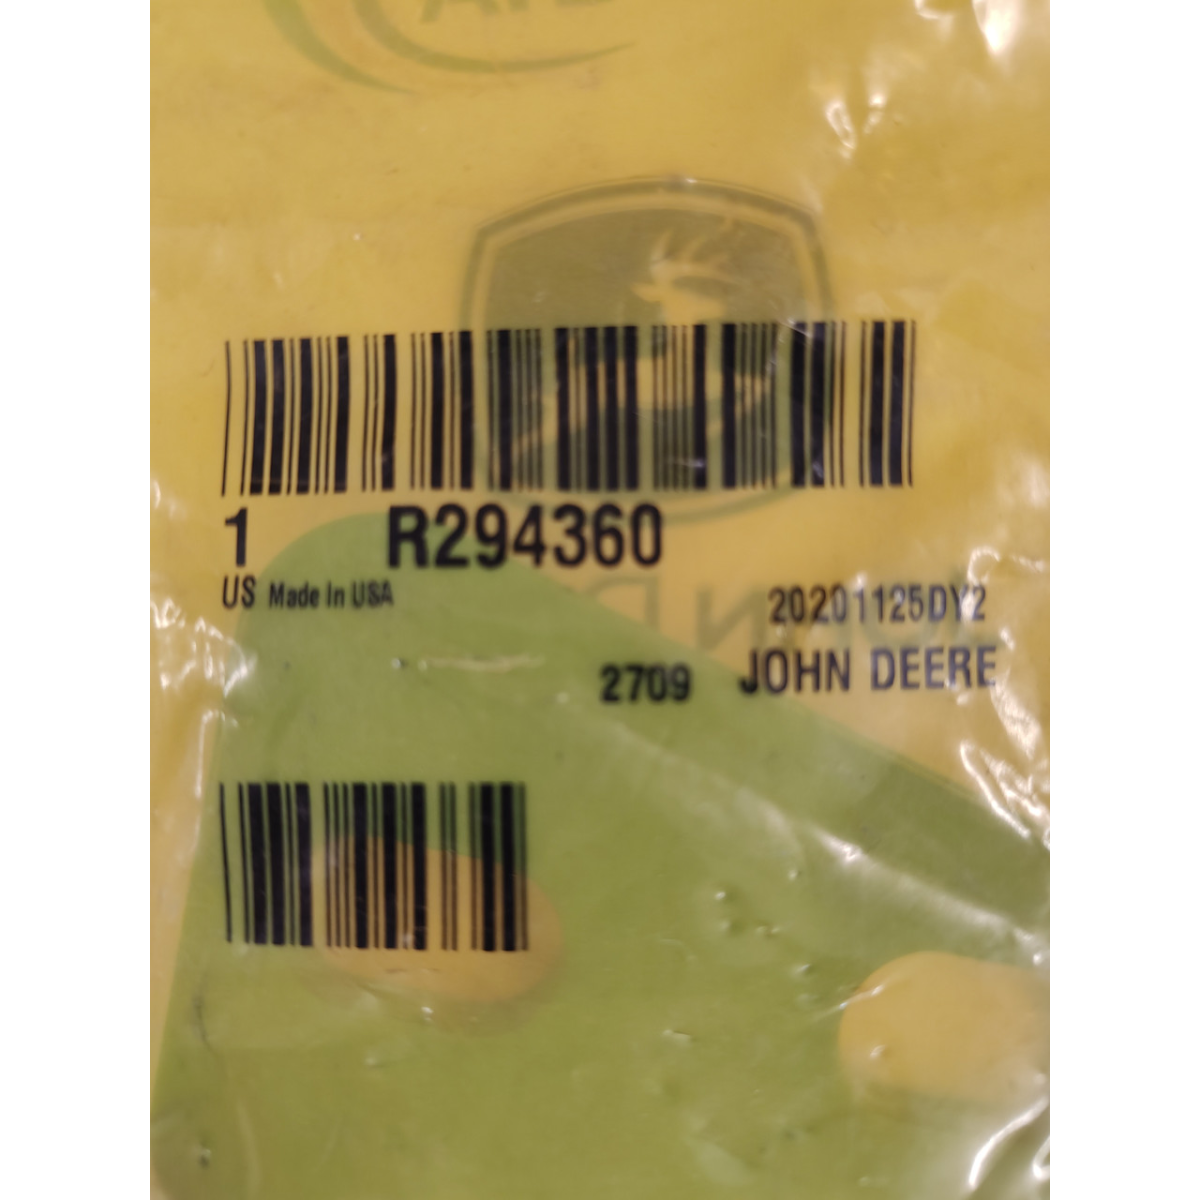 1 R294360
US Made In USA
20201125DY2
2709 JOHN DEERE